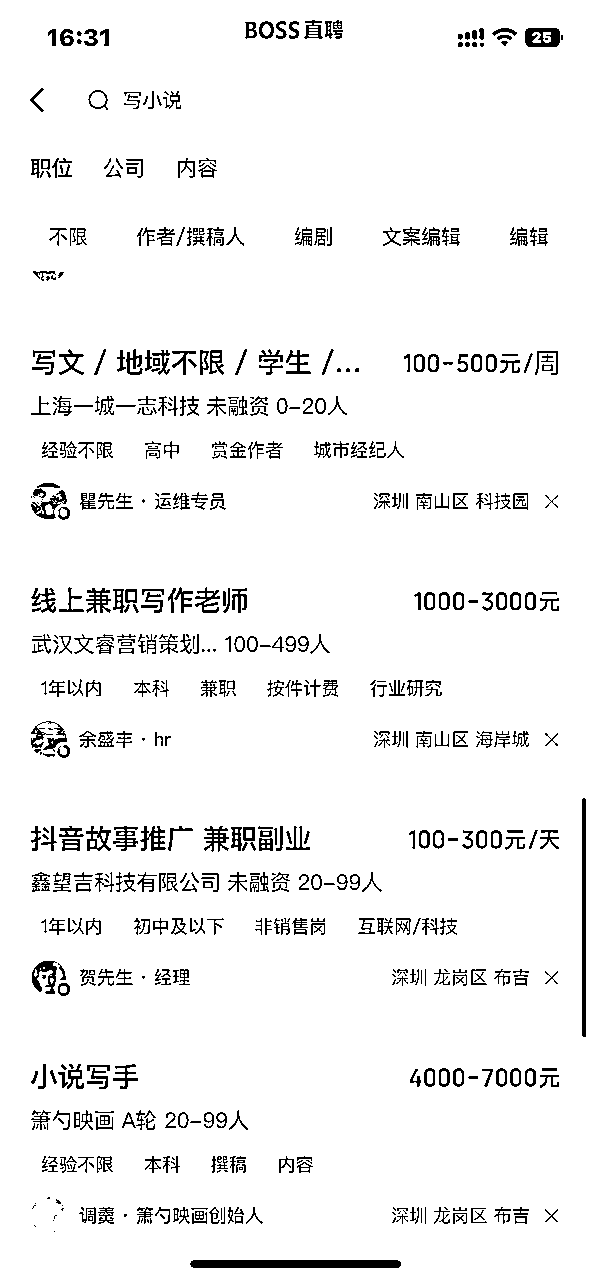 16:31 BOSS直聘 25
写小说
职位 公司 内容
不限 作者/撰稿人 编剧 文案编辑 编辑
写文 / 地域不限 / 学生 /... 100-500元/周
上海一城一志科技 未融资 0-20人
经验不限 高中 赏金作者 城市经纪人
瞿先生 · 运维专员 深圳 南山区 科技园
线上兼职写作老师 1000-3000元
武汉文睿营销策划... 100-499人
1年以内 本科 兼职 按件计费 行业研究
余盛丰 · hr 深圳 南山区 海岸城
抖音故事推广 兼职副业 100-300元/天
鑫望吉科技有限公司 未融资 20-99人
1年以内 初中及以下 非销售岗 互联网/科技
贺先生 · 经理 深圳 龙岗区 布吉
小说写手 4000-7000元
箫勺映画 A轮 20-99人
经验不限 本科 撰稿 内容
· 箫勺映画创始人 深圳 龙岗区 布吉